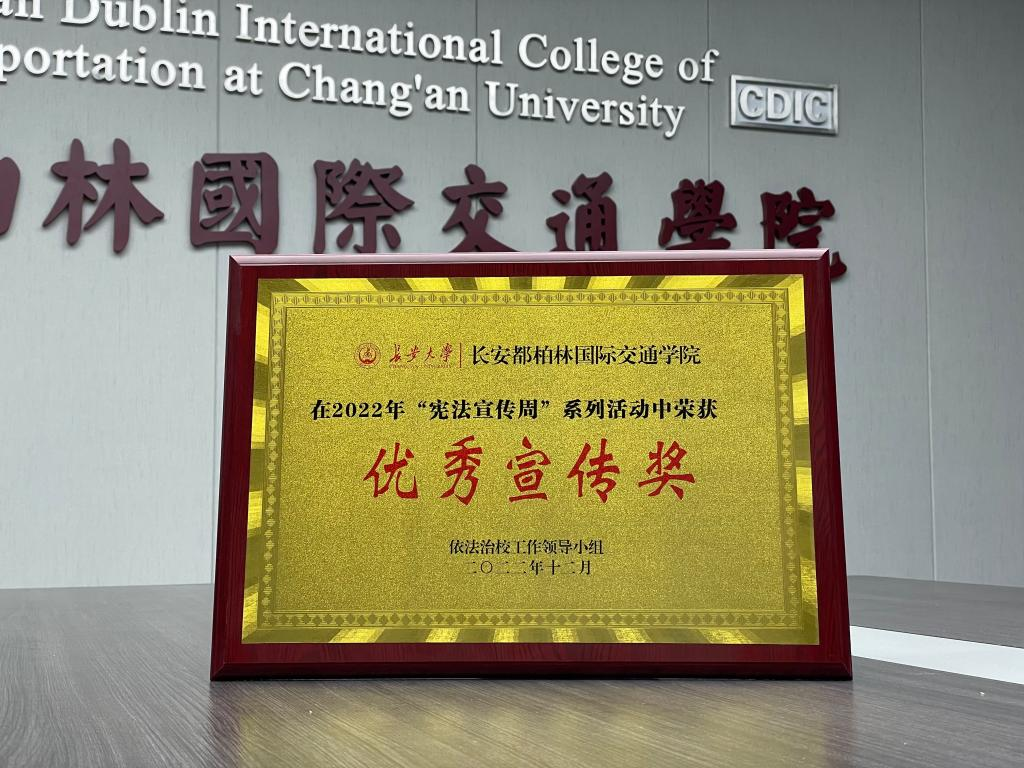 an Dublin International College of
portation at Chang'an University
CDIC
柏林國際交通學院
長安大學 长安都柏林国际交通学院
在2022年“宪法宣传周”系列活动中荣获
优秀宣传奖
依法治校工作领导小组
二〇二二年十二月